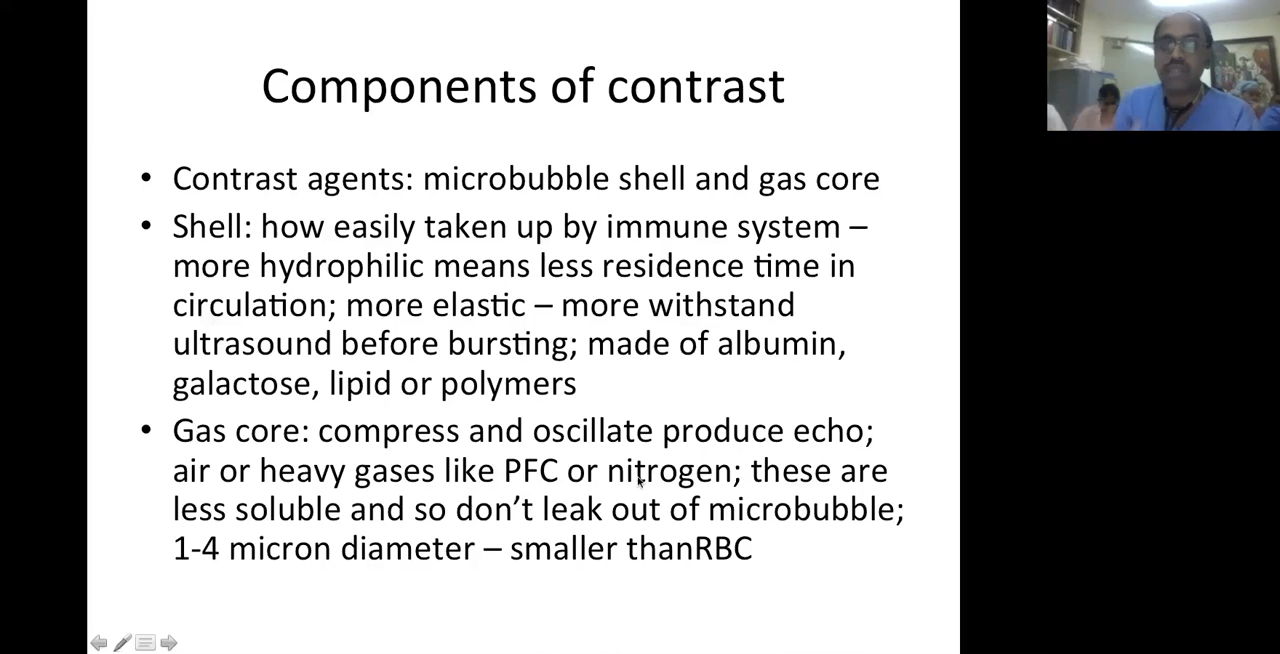 Components of contrast
• Contrast agents: microbubble shell and gas core
• Shell: how easily taken up by immune system –
more hydrophilic means less residence time in
circulation; more elastic – more withstand
ultrasound before bursting; made of albumin,
galactose, lipid or polymers
• Gas core: compress and oscillate produce echo;
air or heavy gases like PFC or nitrogen; these are
less soluble and so don’t leak out of microbubble;
1-4 micron diameter – smaller thanRBC